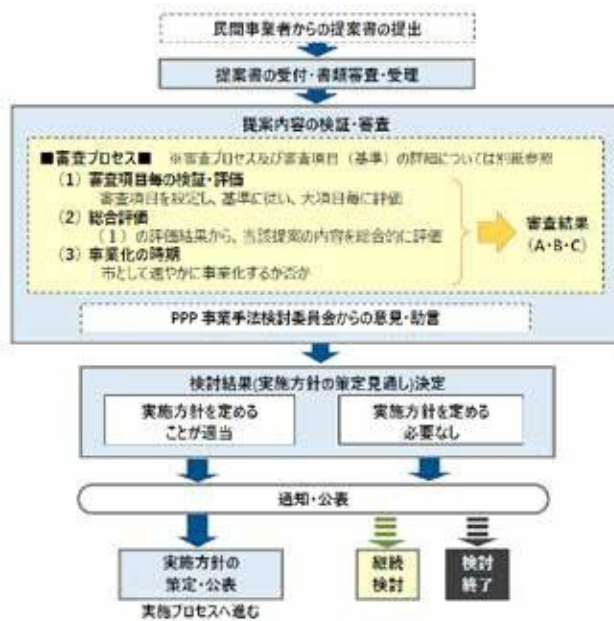 民間事業者からの提案書の提出
提案書の受付・書類審査・受理
提案内容の検証・審査
■審査プロセス■ ※審査プロセス及び審査項目(基準)の詳細については別紙参照
(1)審査項目毎の検証・評価
審査項目を設定し、基準に従い、大項目毎に評価
(2)総合評価
(1)の評価結果から、当該提案の内容を総合的に評価
(3)事業化の時期
市として速やかに事業化するか否か
審査結果
(A・B・C)
PPP 事業手法検討委員会からの意見・助言
検討結果(実施方針の策定見通し)決定
実施方針を定める
ことが適当
実施方針を定める
必要なし
通知・公表
実施方針の
策定・公表
継続
検討
検討
終了
実施プロセスへ進む